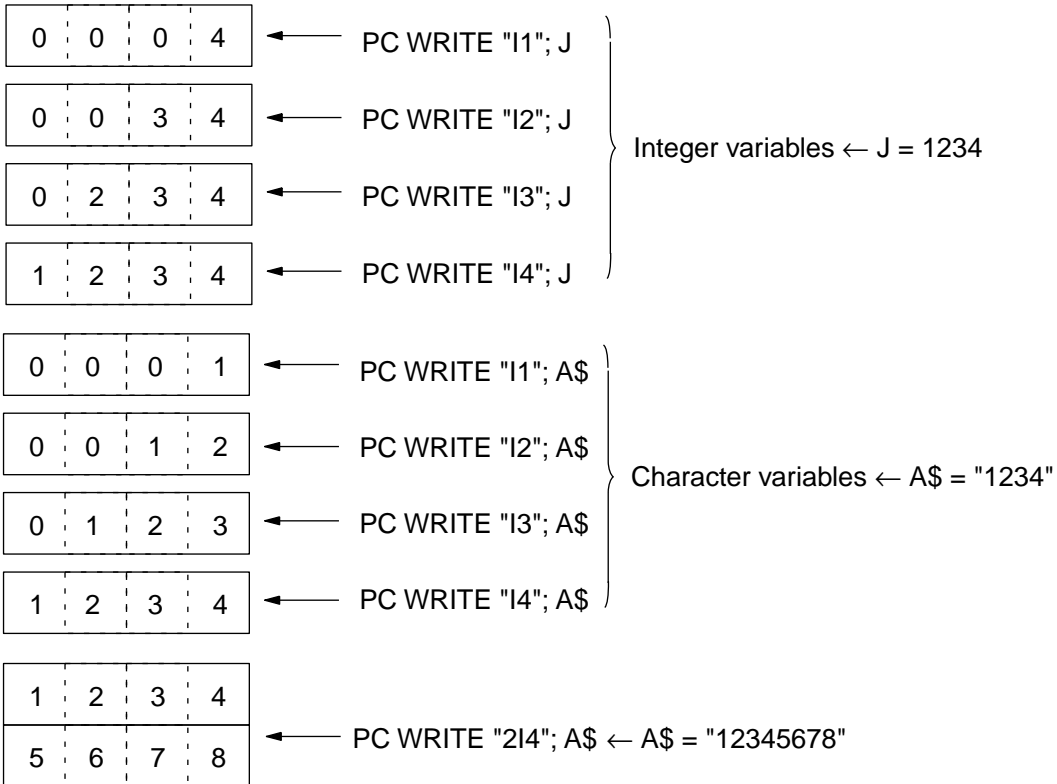 0 0 0 4 ← PC WRITE "I1"; J
0 0 3 4 ← PC WRITE "I2"; J
Integer variables ← J = 1234
0 2 3 4 ← PC WRITE "I3"; J
1 2 3 4 ← PC WRITE "I4"; J
0 0 0 1 ← PC WRITE "I1"; A$
0 0 1 2 ← PC WRITE "I2"; A$
Character variables ← A$ = "1234"
0 1 2 3 ← PC WRITE "I3"; A$
1 2 3 4 ← PC WRITE "I4"; A$
1 2 3 4
5 6 7 8 ← PC WRITE "2I4"; A$ ← A$ = "12345678"